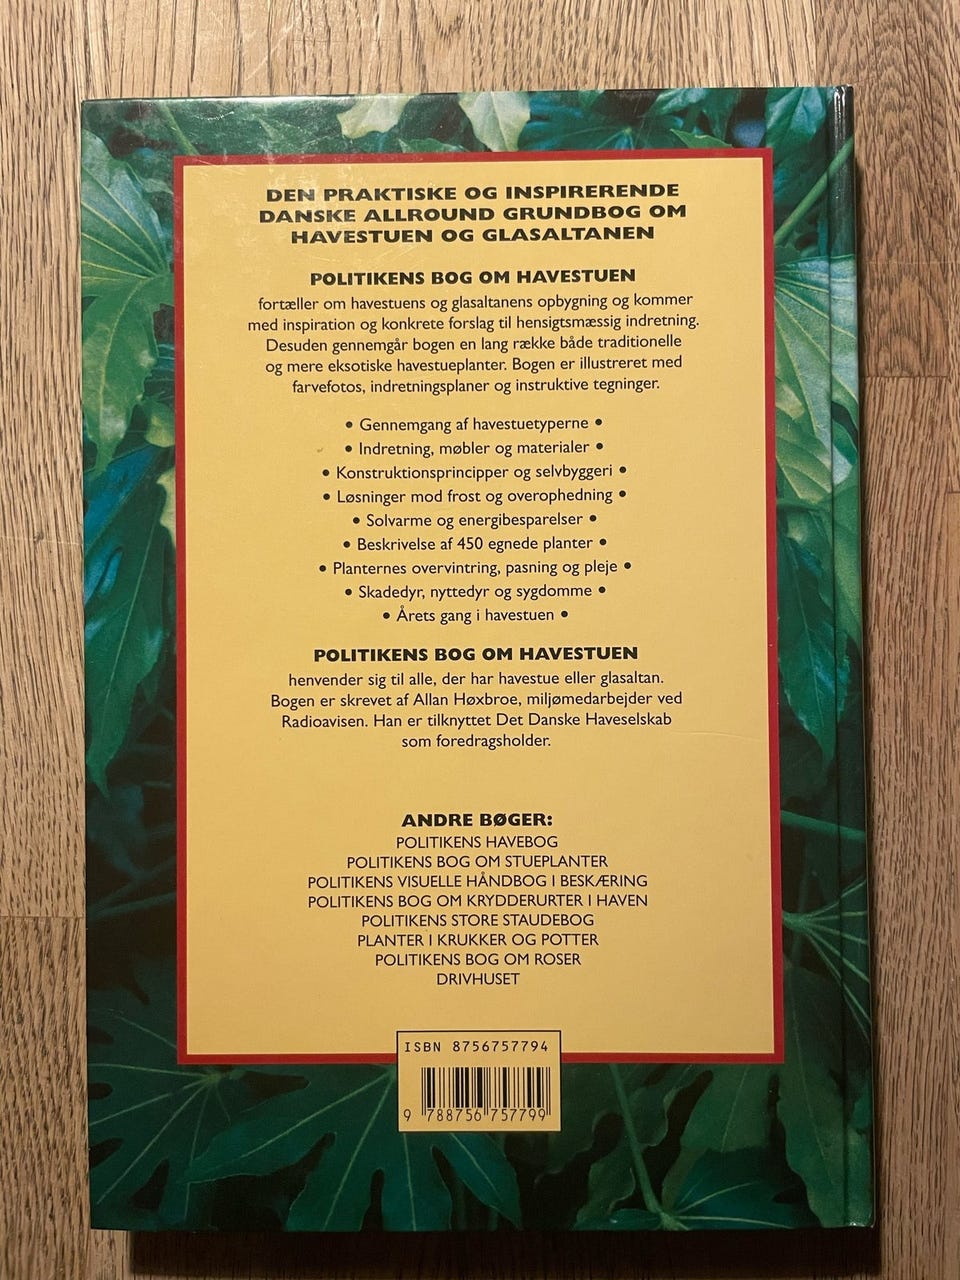 DEN PRAKTISKE OG INSPIRERENDE
DANSKE ALLROUND GRUNDBOG OM
HAVESTUEN OG GLASALTANEN
POLITIKENS BOG OM HAVESTUEN
fortæller om havestuens og glasaltanens opbygning og kommer
med inspiration og konkrete forslag til hensigtsmæssig indretning.
Desuden gennemgår bogen en lang række både traditionelle
og mere eksotiske havestueplanter. Bogen er illustreret med
farvefotos, indretningsplaner og instruktive tegninger.
• Gennemgang af havestuetyperne •
• Indretning, møbler og materialer •
• Konstruktionsprincipper og selvbyggeri •
• Løsninger mod frost og overophedning •
• Solvarme og energibesparelser •
• Beskrivelse af 450 egnede planter •
• Planternes overvintring, pasning og pleje •
• Skadedyr, nyttedyr og sygdomme •
• Årets gang i havestuen •
POLITIKENS BOG OM HAVESTUEN
henvender sig til alle, der har havestue eller glasaltan.
Bogen er skrevet af Allan Høxbroe, miljømedarbejder ved
Radioavisen. Han er tilknyttet Det Danske Haveselskab
som foredragsholder.
ANDRE BØGER:
POLITIKENS HAVEBOG
POLITIKENS BOG OM STUEPLANTER
POLITIKENS VISUELLE HÅNDBOG I BESKÆRING
POLITIKENS BOG OM KRYDDERURTER I HAVEN
POLITIKENS STORE STAUDEBOG
PLANTER I KRUKKER OG POTTER
POLITIKENS BOG OM ROSER
DRIVHUSET
ISBN 8756757794
9 788756 757799